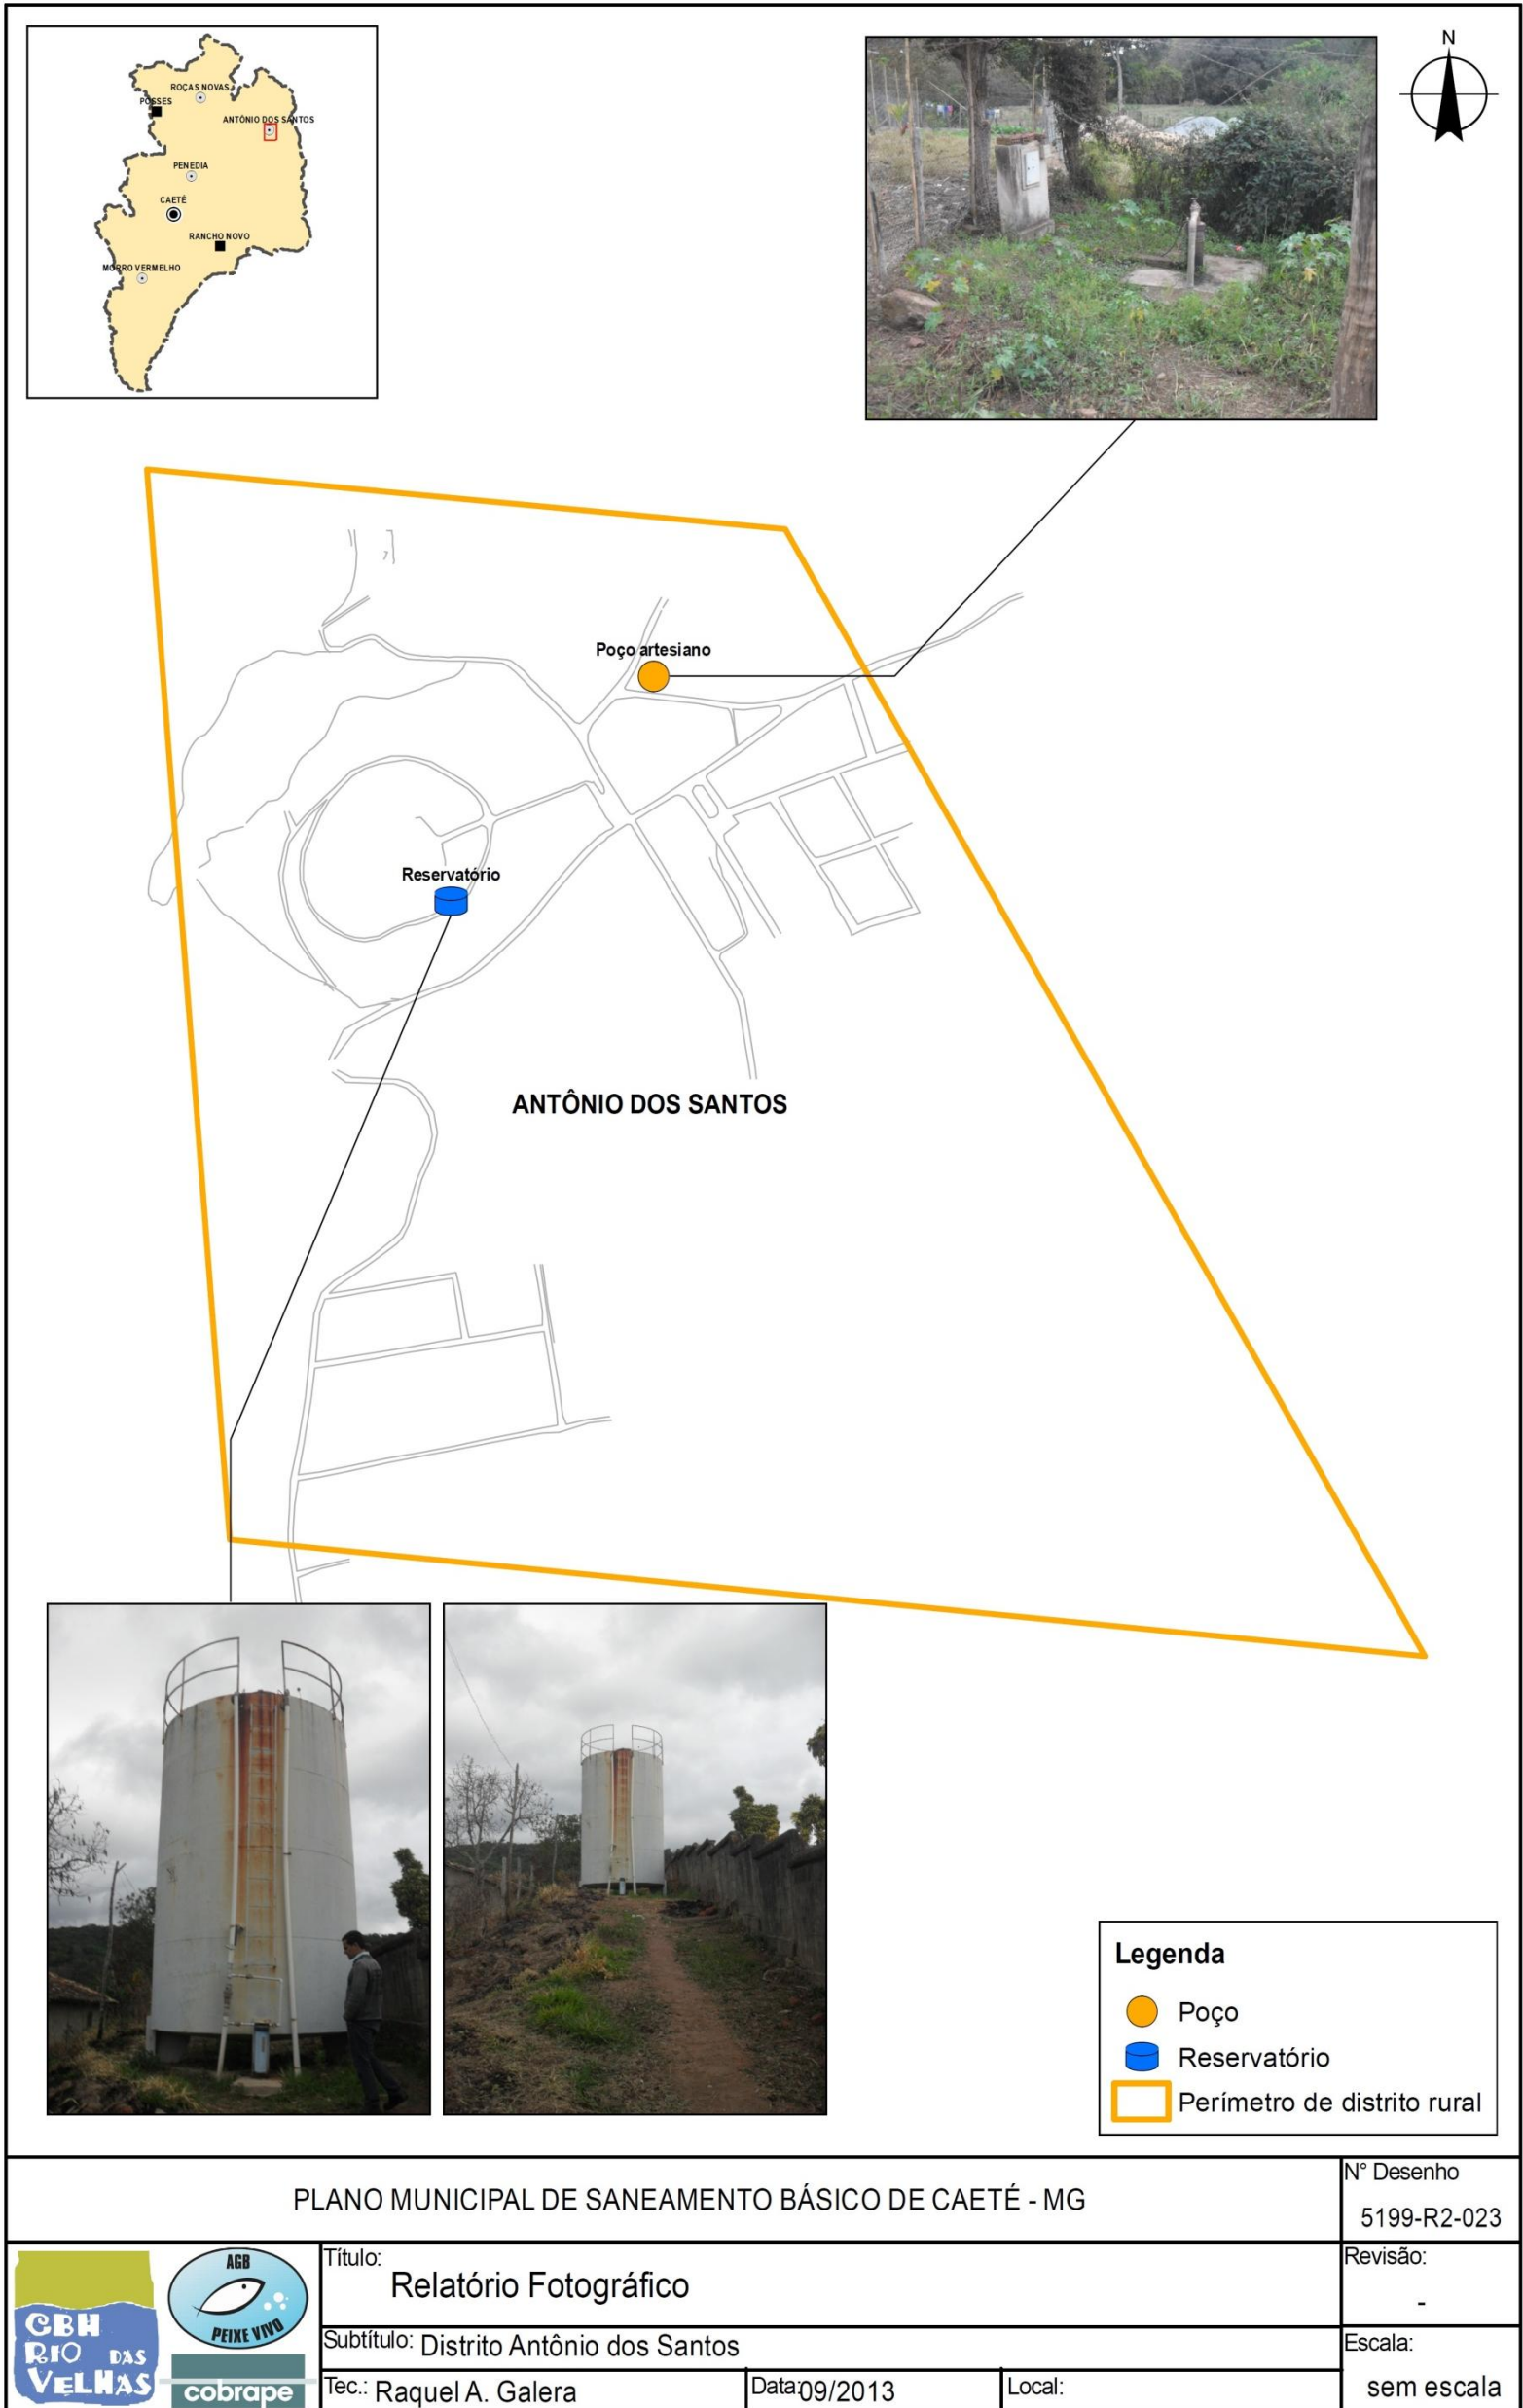 N
ROÇAS NOVAS
POSSES
ANTÔNIO DOS SANTOS
PENEDIA
CAETÉ
RANCHO NOVO
MORRO VERMELHO
Poço artesiano
Reservatório
ANTÔNIO DOS SANTOS
Legenda
Poço
Reservatório
Perímetro de distrito rural
PLANO MUNICIPAL DE SANEAMENTO BÁSICO DE CAETÉ - MG
N° Desenho
5199-R2-023
CBH
RIO DAS
VELHAS
AGB
PEIXE VIVO
cobrape
Título:
Relatório Fotográfico
Revisão:
-
Subtítulo: Distrito Antônio dos Santos
Escala:
sem escala
Tec.: Raquel A. Galera
Data:09/2013
Local: